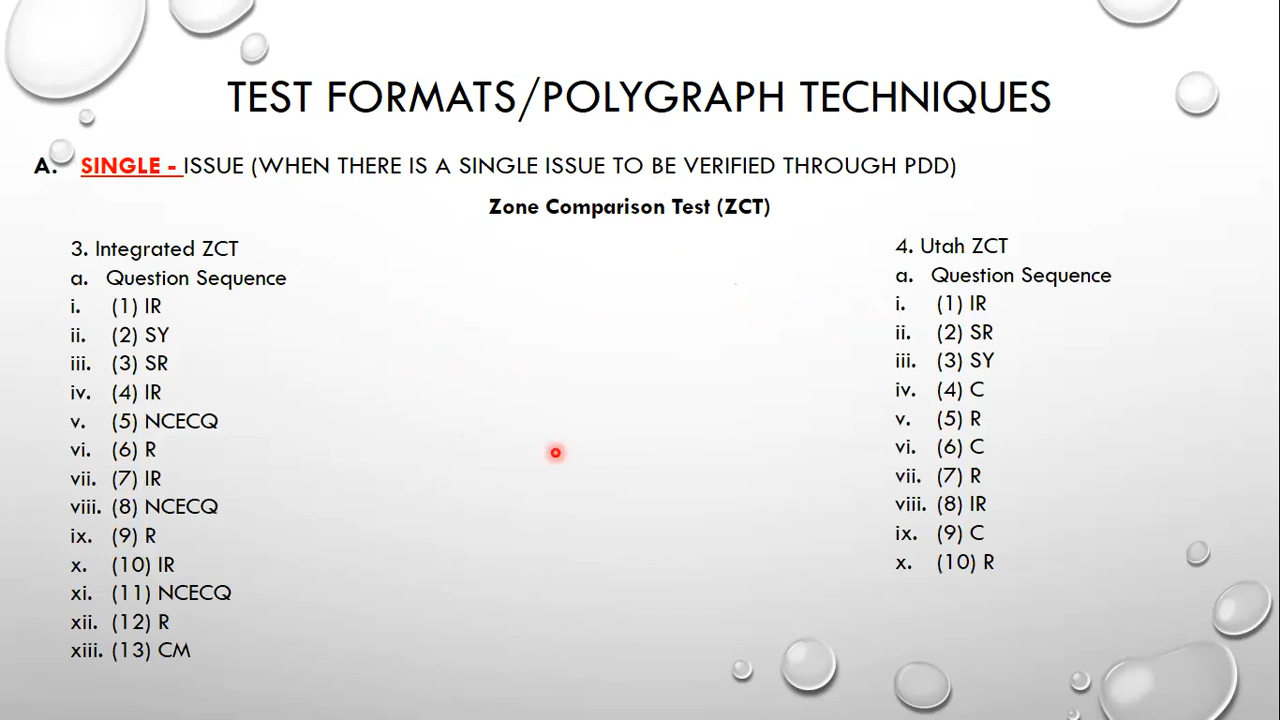 TEST FORMATS/POLYGRAPH TECHNIQUES
A. SINGLE - ISSUE (WHEN THERE IS A SINGLE ISSUE TO BE VERIFIED THROUGH PDD)
Zone Comparison Test (ZCT)
3. Integrated ZCT
a. Question Sequence
i. (1) IR
ii. (2) SY
iii. (3) SR
iv. (4) IR
v. (5) NCECQ
vi. (6) R
vii. (7) IR
viii. (8) NCECQ
ix. (9) R
x. (10) IR
xi. (11) NCECQ
xii. (12) R
xiii. (13) CM
4. Utah ZCT
a. Question Sequence
i. (1) IR
ii. (2) SR
iii. (3) SY
iv. (4) C
v. (5) R
vi. (6) C
vii. (7) R
viii. (8) IR
ix. (9) C
x. (10) R